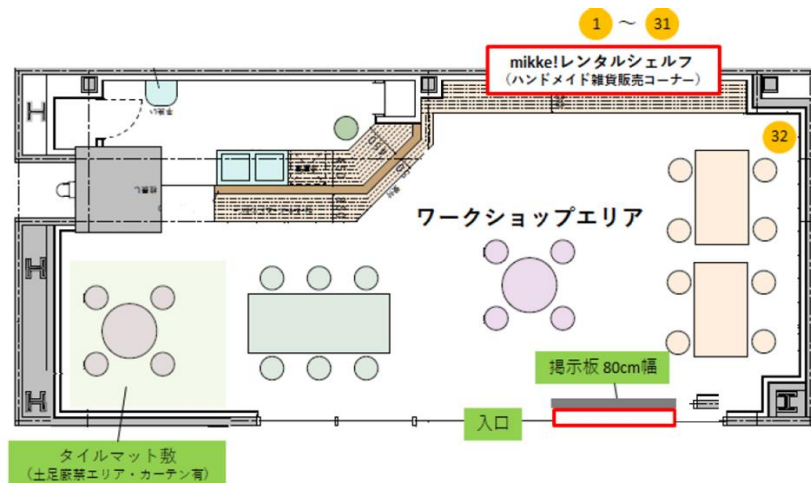 1 ～ 31
mikke!レンタルシェルフ
（ハンドメイド雑貨販売コーナー）
32
ワークショップエリア
掲示板 80cm幅
入口
タイルマット敷
（土足厳禁エリア・カーテン有）